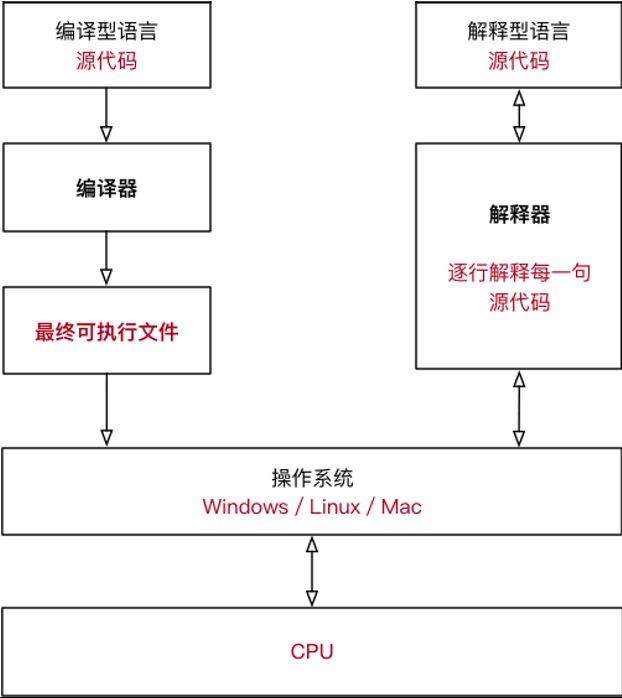 编译型语言
源代码
编译器
最终可执行文件
解释型语言
源代码
解释器
逐行解释每一句
源代码
操作系统
Windows / Linux / Mac
CPU